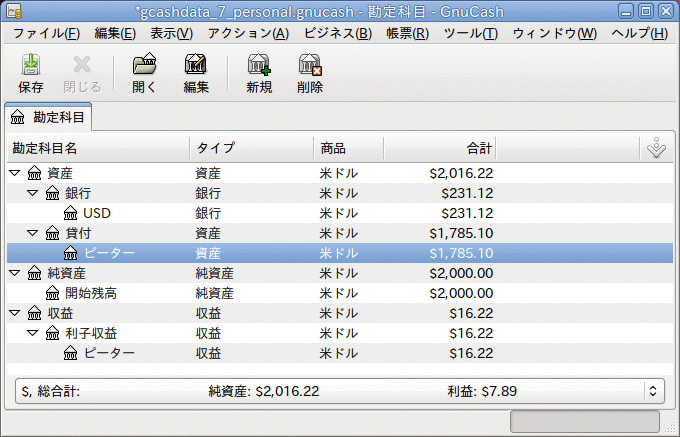 *gcashdata_7_personal.gnucash - 勘定科目 - GnuCash
ファイル(F) 編集(E) 表示(V) アクション(A) ビジネス(B) 帳票(R) ツール(T) ウィンドウ(W) ヘルプ(H)
保存 閉じる 開く 編集 新規 削除
勘定科目
勘定科目名 タイプ 商品 合計
資産 資産 米ドル $2,016.22
銀行 銀行 米ドル $231.12
USD 銀行 米ドル $231.12
貸付 資産 米ドル $1,785.10
ピーター 資産 米ドル $1,785.10
純資産 純資産 米ドル $2,000.00
開始残高 純資産 米ドル $2,000.00
収益 収益 米ドル $16.22
利子収益 収益 米ドル $16.22
ピーター 収益 米ドル $16.22
$, 総合計: 純資産: $2,016.22 利益: $7.89